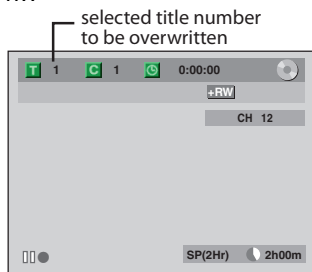 selected title number
to be overwritten
T 1 C 1 0:00:00
+RW
CH 12
SP(2Hr) 2h00m